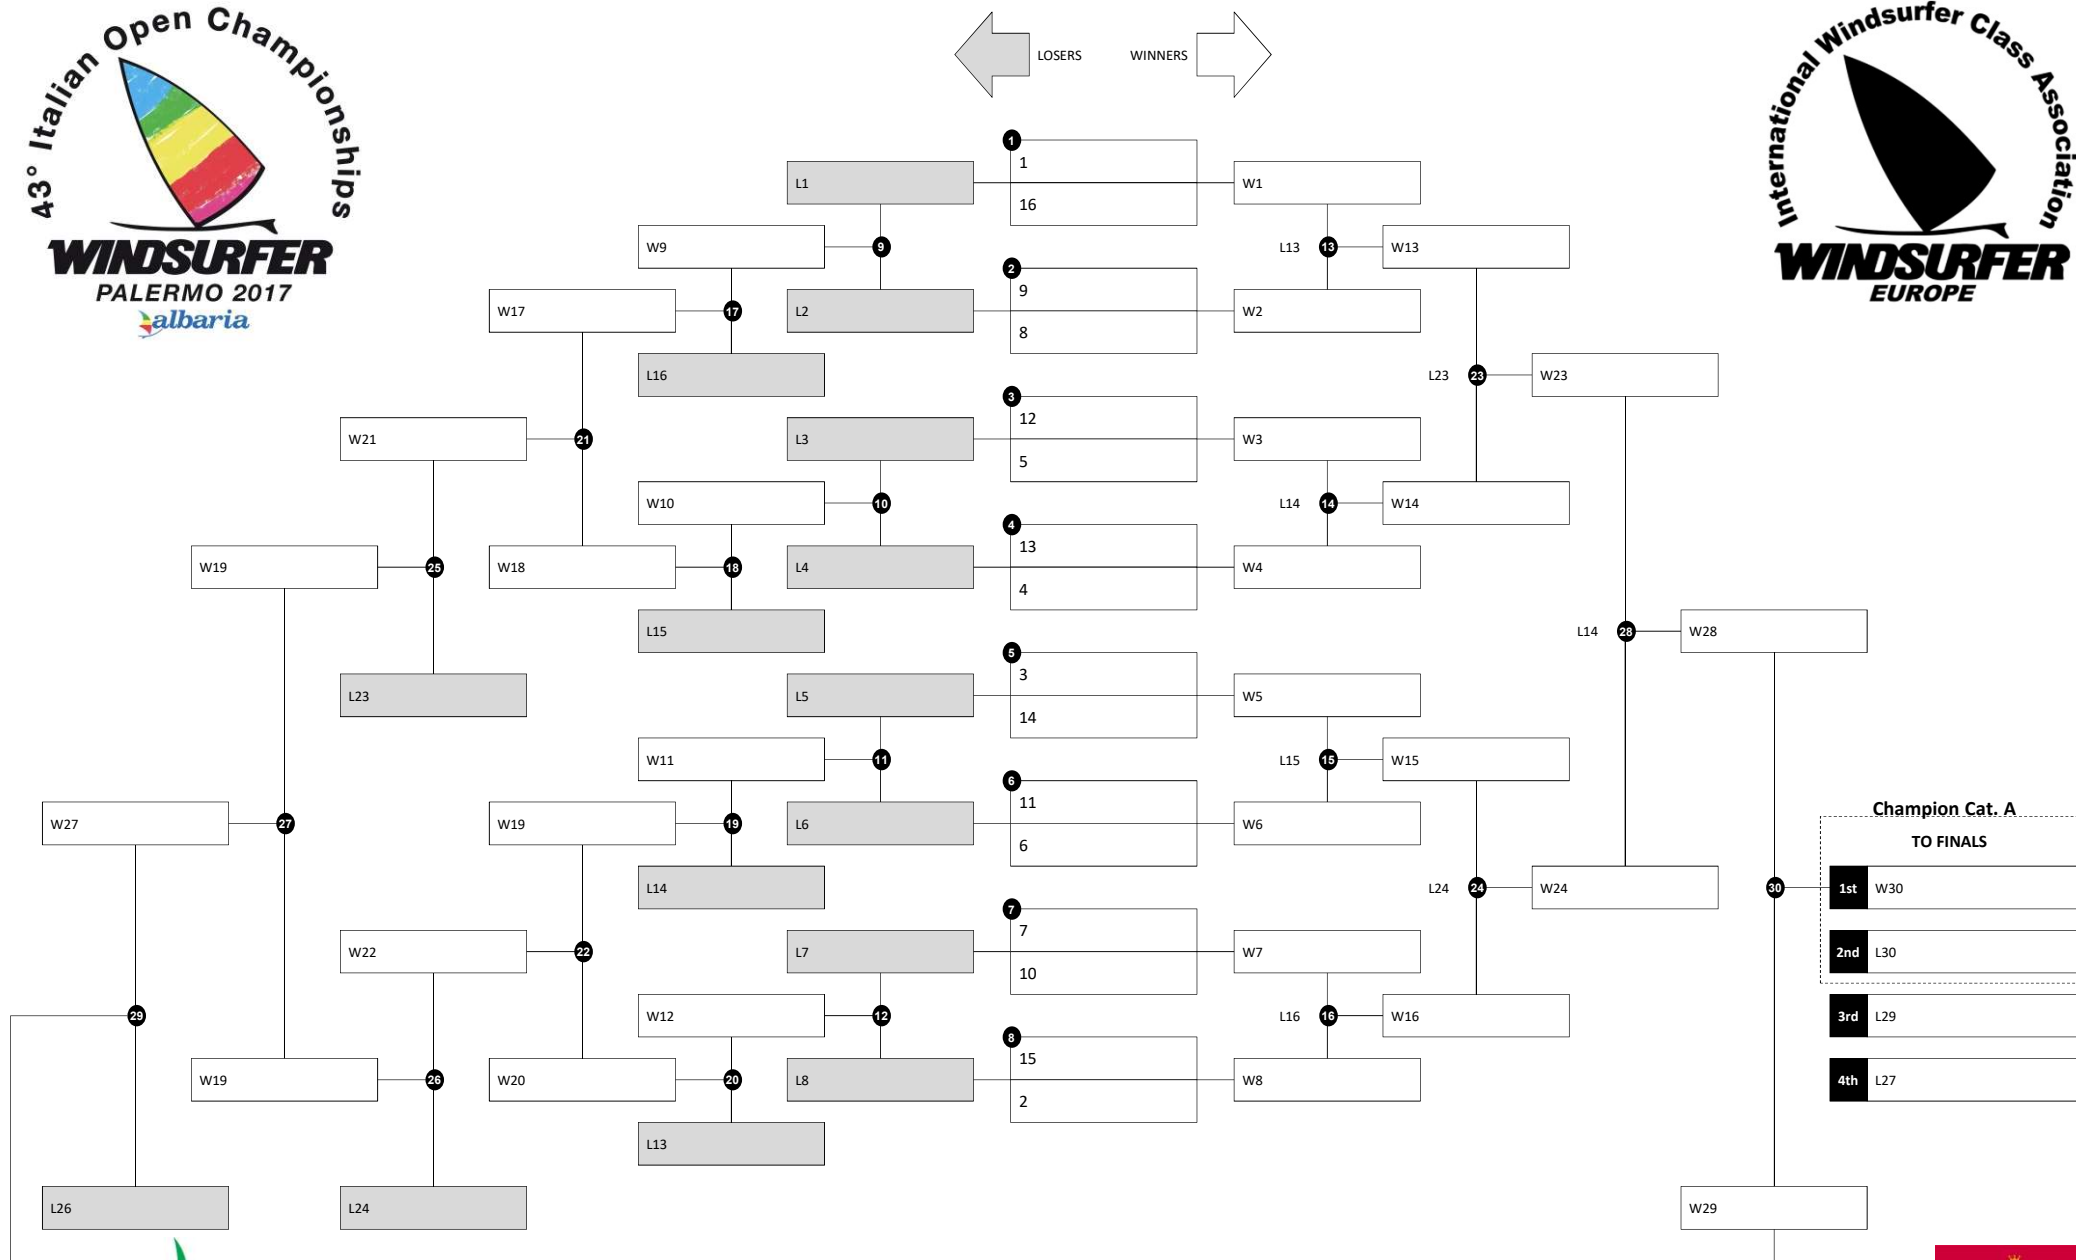 43° Italian Open Championships
WINDSURFER
PALERMO 2017
albaria
LOSERS WINNERS
International Windsurfer Class Association
WINDSURFER
EUROPE
1
1
L1 W1
16
W9 9 L13 13 W13
2
9
W17 17 L2 W2
8
L16 L23 23 W23
3
12
W21 21 L3 W3
5
W10 10 L14 14 W14
4
13
W19 25 W18 18 L4 W4
4
L15 L14 28 W28
5
3
L23 L5 W5
14
W11 11 L15 15 W15
6
11
W27 27 W19 19 L6 W6
6
Champion Cat. A
TO FINALS
L14 L24 24 W24 30 1st W30
7
7
W22 22 L7 W7 2nd L30
10
29 W12 12 L16 16 W16 3rd L29
8
15
W19 26 W20 20 L8 W8 4th L27
2
L13
L26 L24 W29